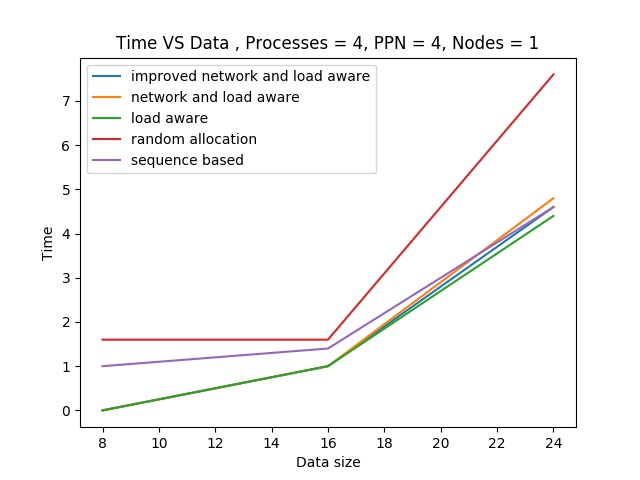 Time VS Data , Processes = 4, PPN = 4, Nodes = 1
improved network and load aware
network and load aware
load aware
random allocation
sequence based
7
6
5
4
3
2
1
0
Time
8 10 12 14 16 18 20 22 24
Data size